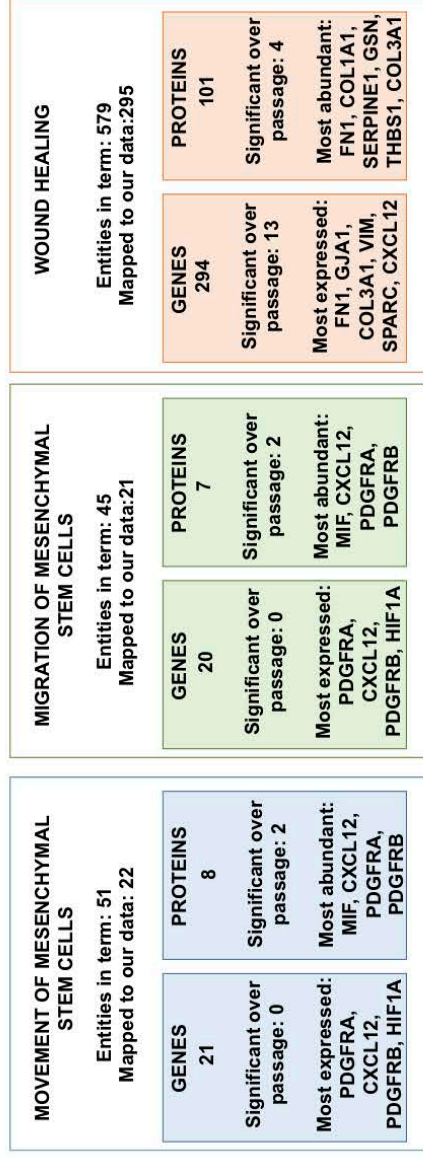 MOVEMENT OF MESENCHYMAL
STEM CELLS
Entities in term: 51
Mapped to our data: 22
GENES
21
Significant over
passage: 0
Most expressed:
PDGFRA,
CXCL12,
PDGFRB, HIF1A
PROTEINS
8
Significant over
passage: 2
Most abundant:
MIF, CXCL12,
PDGFRA,
PDGFRB
MIGRATION OF MESENCHYMAL
STEM CELLS
Entities in term: 45
Mapped to our data:21
GENES
20
Significant over
passage: 0
Most expressed:
PDGFRA,
CXCL12,
PDGFRB, HIF1A
PROTEINS
7
Significant over
passage: 2
Most abundant:
MIF, CXCL12,
PDGFRA,
PDGFRB
WOUND HEALING
Entities in term: 579
Mapped to our data:295
GENES
294
Significant over
passage: 13
Most expressed:
FN1, GJA1,
COL3A1, VIM,
SPARC, CXCL12
PROTEINS
101
Significant over
passage: 4
Most abundant:
FN1, COL1A1,
SERPINE1, GSN,
THBS1, COL3A1